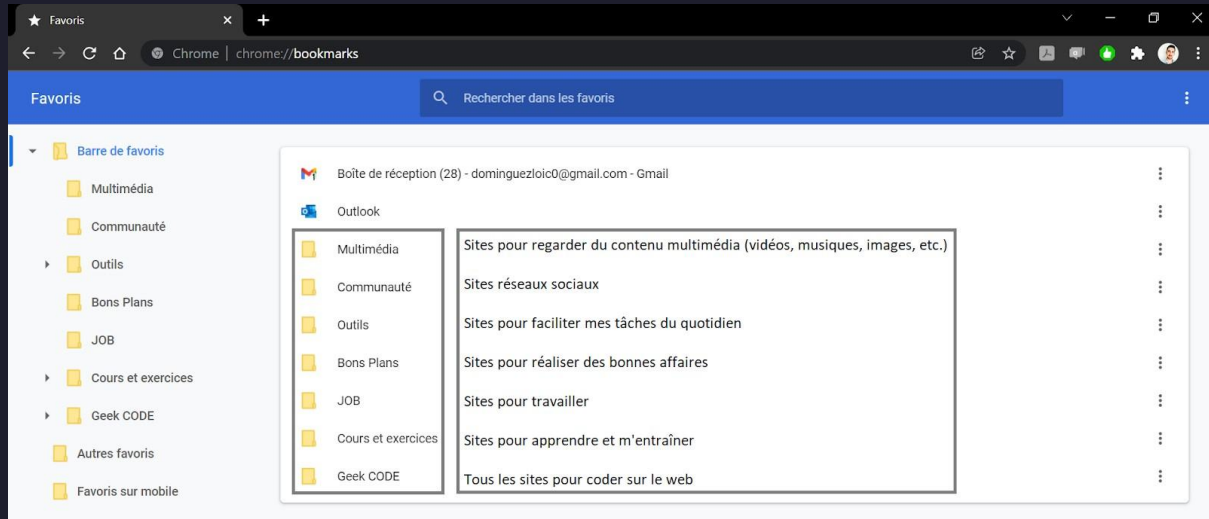 Favoris
Chrome | chrome://bookmarks
Favoris
Rechercher dans les favoris
Barre de favoris
Multimédia
Communauté
Outils
Bons Plans
JOB
Cours et exercices
Geek CODE
Autres favoris
Favoris sur mobile
Boîte de réception (28) - dominguezloic0@gmail.com - Gmail
Outlook
Multimédia Sites pour regarder du contenu multimédia (vidéos, musiques, images, etc.)
Communauté Sites réseaux sociaux
Outils Sites pour faciliter mes tâches du quotidien
Bons Plans Sites pour réaliser des bonnes affaires
JOB Sites pour travailler
Cours et exercices Sites pour apprendre et m'entraîner
Geek CODE Tous les sites pour coder sur le web